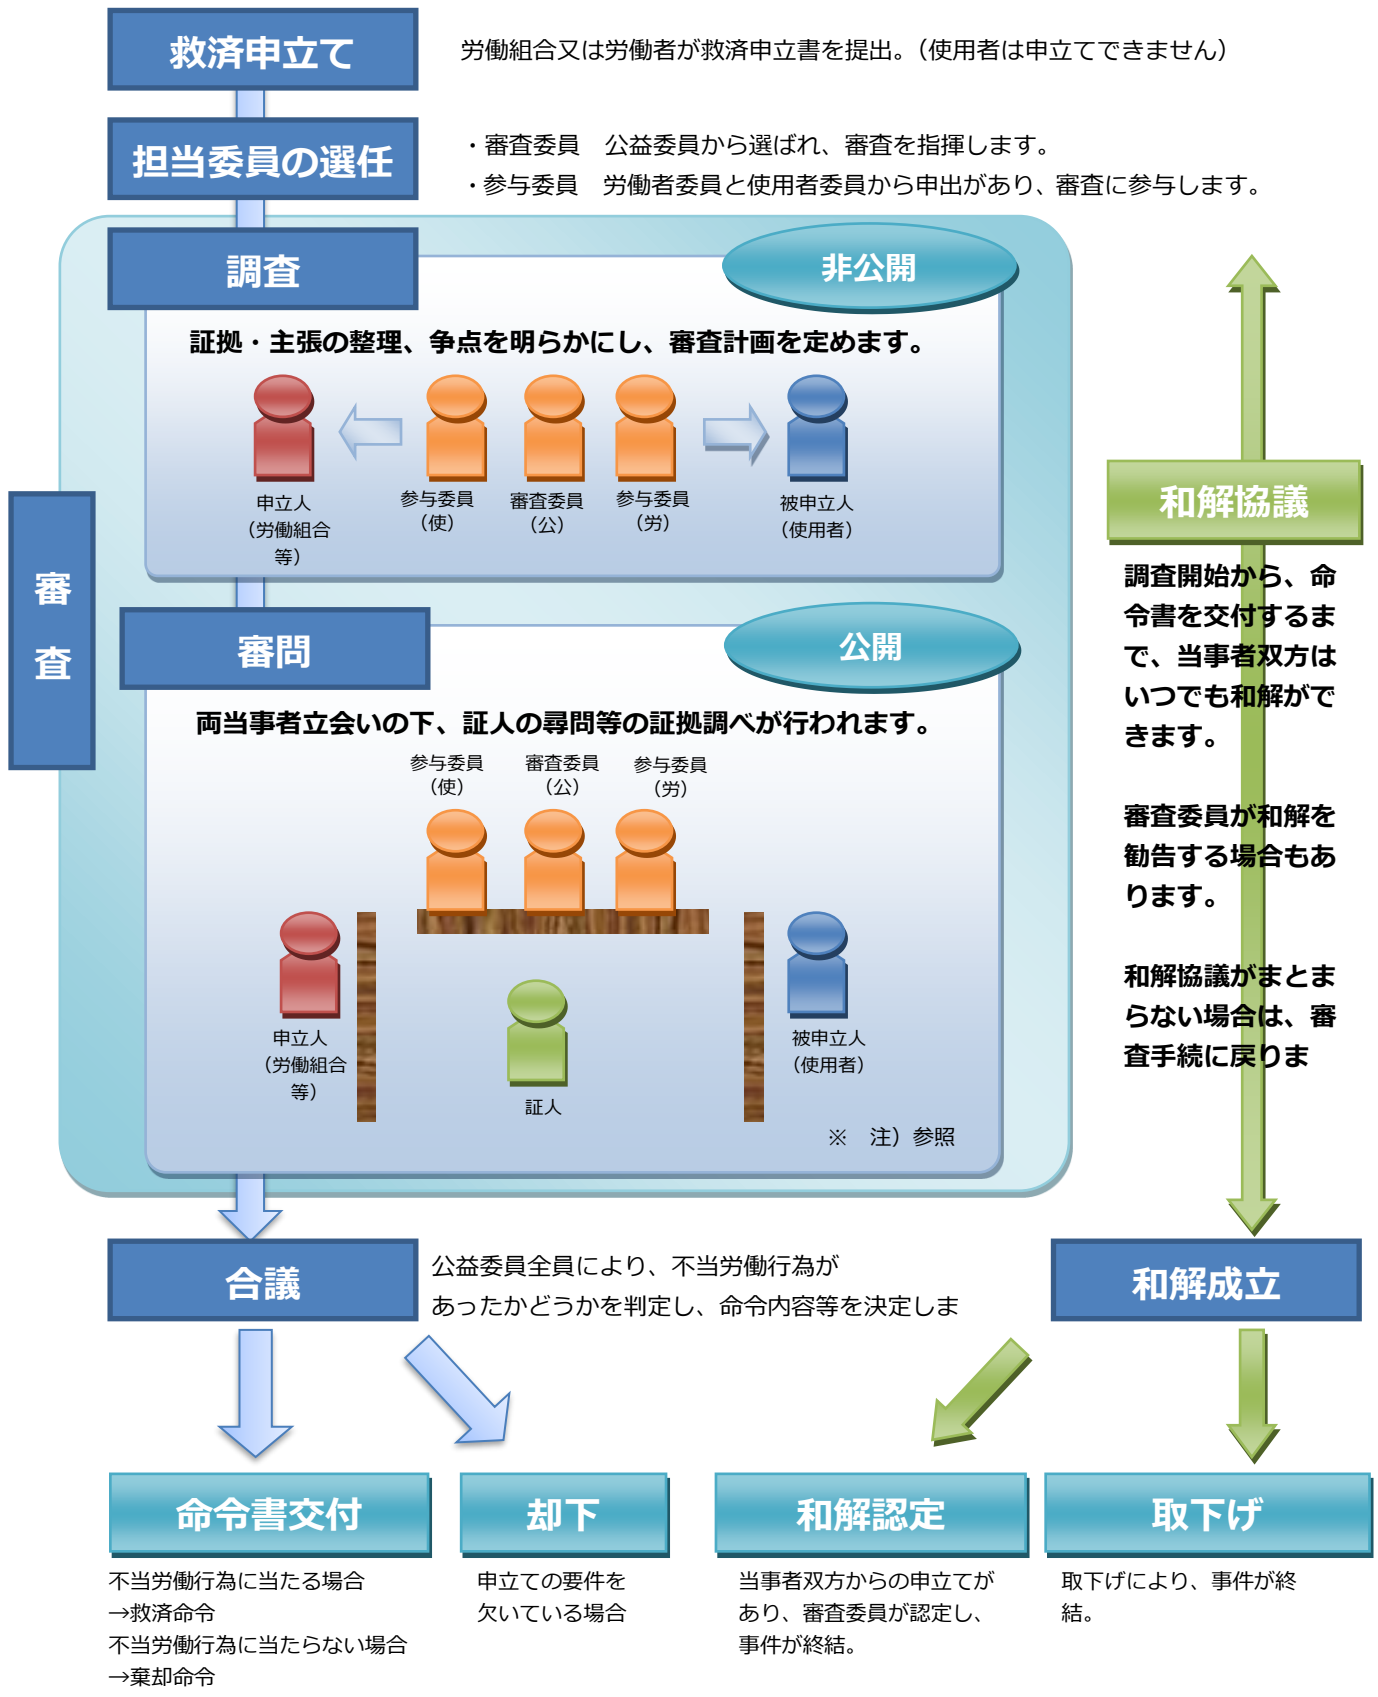 救済申立て
労働組合又は労働者が救済申立書を提出。（使用者は申立てできません）
担当委員の選任
・審査委員　公益委員から選ばれ、審査を指揮します。
・参与委員　労働者委員と使用者委員から申出があり、審査に参与します。
審
査
調査
非公開
証拠・主張の整理、争点を明らかにし、審査計画を定めます。
申立人
（労働組合
等）
参与委員
（使）
審査委員
（公）
参与委員
（労）
被申立人
（使用者）
審問
公開
両当事者立会いの下、証人の尋問等の証拠調べが行われます。
参与委員
（使）
審査委員
（公）
参与委員
（労）
申立人
（労働組合
等）
証人
被申立人
（使用者）
※　注）参照
和解協議
調査開始から、命
令書を交付するま
で、当事者双方は
いつでも和解がで
きます。
審査委員が和解を
勧告する場合もあ
ります。
和解協議がまとま
らない場合は、審
査手続に戻りま
合議
公益委員全員により、不当労働行為が
あったかどうかを判定し、命令内容等を決定しま
和解成立
命令書交付
不当労働行為に当たる場合
→救済命令
不当労働行為に当たらない場合
→棄却命令
却下
申立ての要件を
欠いている場合
和解認定
当事者双方からの申立てが
あり、審査委員が認定し、
事件が終結。
取下げ
取下げにより、事件が終
結。